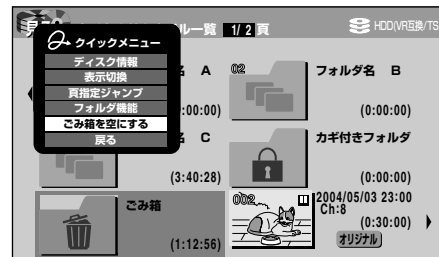 ル一覧 1/2 頁 HDD(VR互換/TS
クイックメニュー
ディスク情報
表示切換
頁指定ジャンプ
フォルダ機能
ごみ箱を空にする
戻る
名 A
:00:00)
02
フォルダ名 B
(0:00:00)
名 C
(3:40:28)
カギ付きフォルダ
(0:00:00)
ごみ箱
(1:12:56)
002
2004/05/03 23:00
Ch:8
(0:30:00)
オリジナル